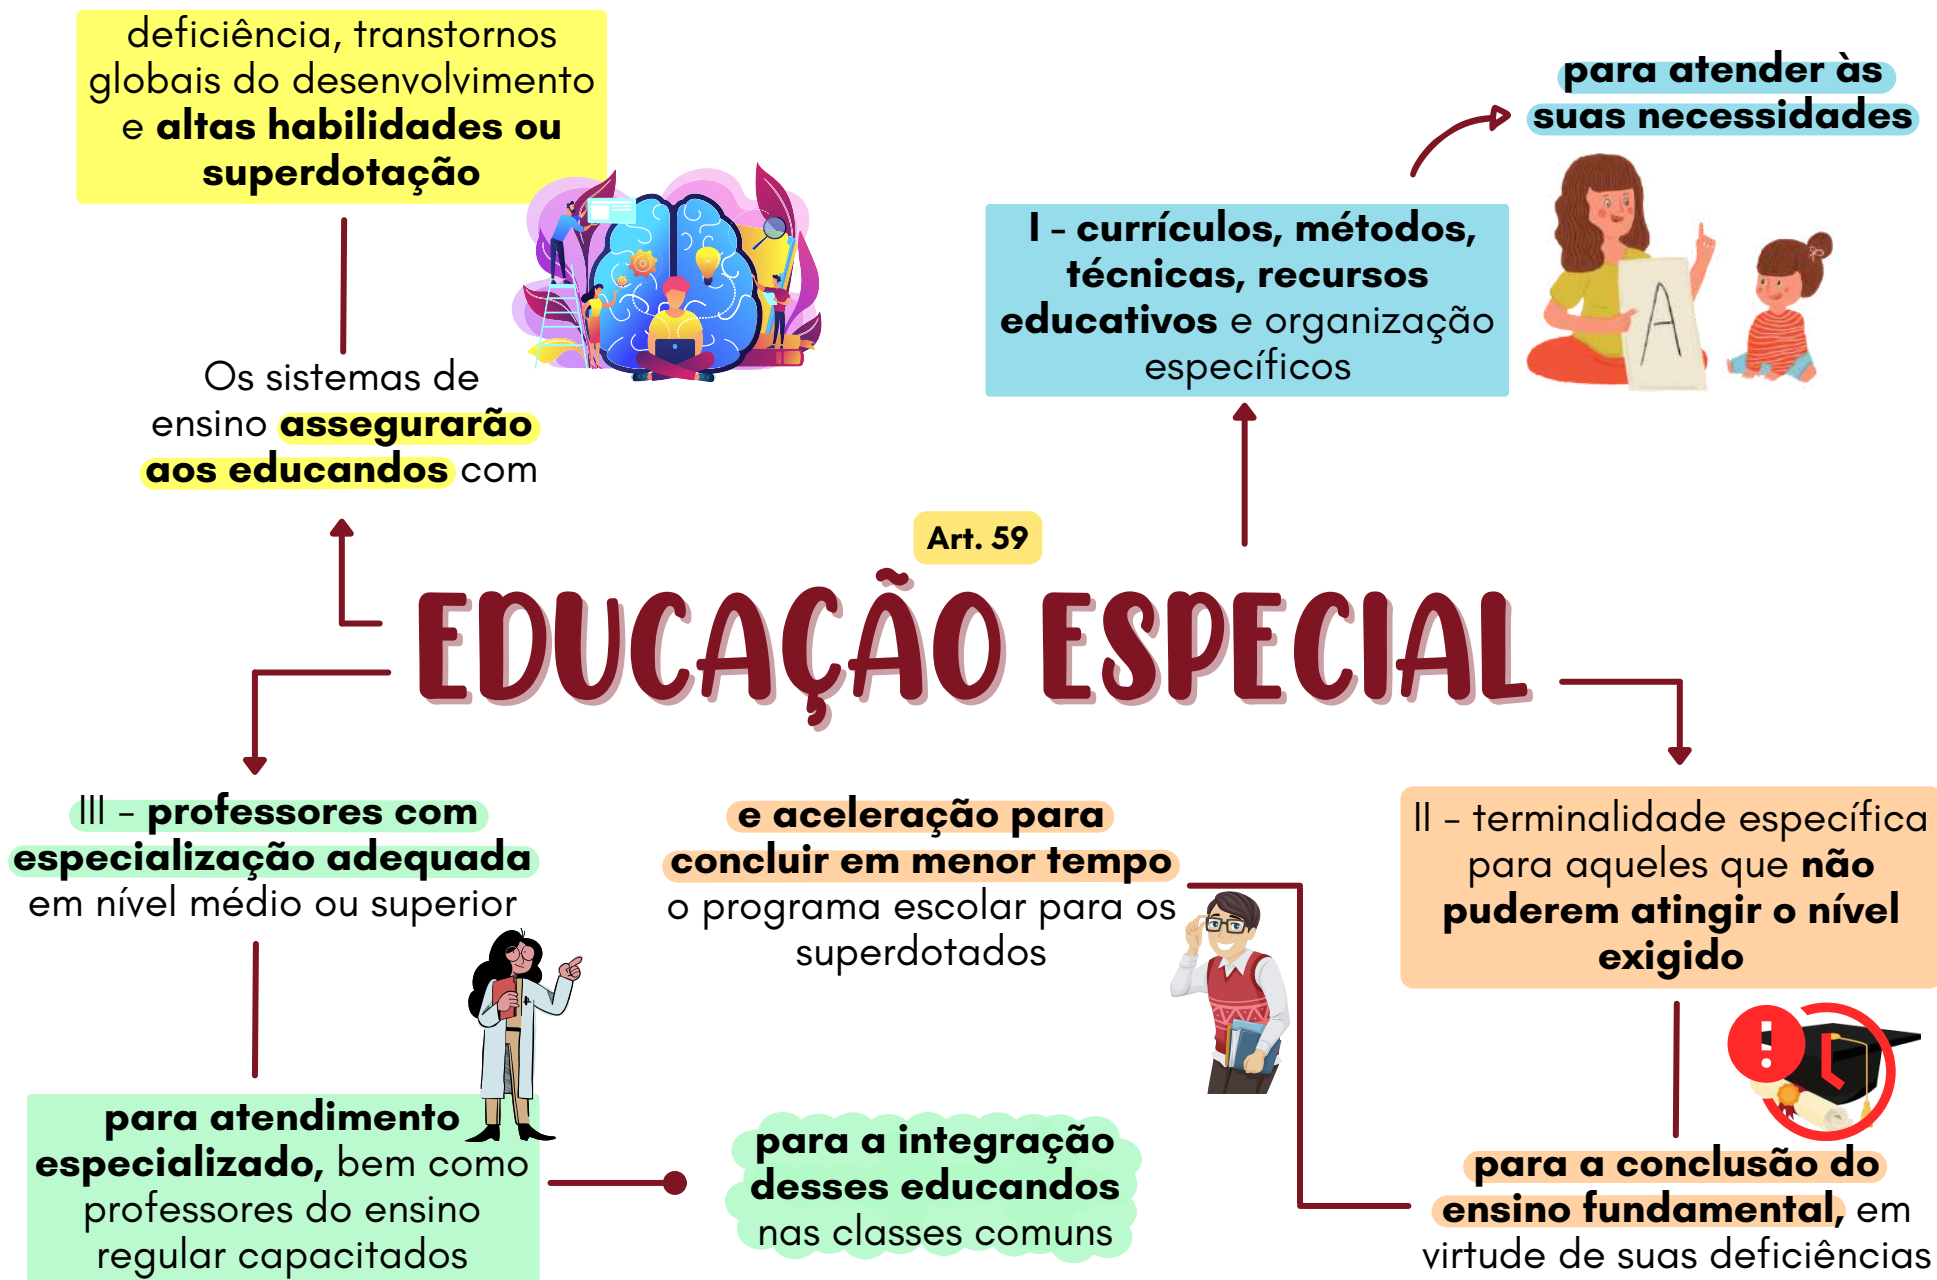 deficiência, transtornos
globais do desenvolvimento
e altas habilidades ou
superdotação
Os sistemas de
ensino assegurarão
aos educandos com
para atender às
suas necessidades
I - currículos, métodos,
técnicas, recursos
educativos e organização
específicos
A
Art. 59
EDUCAÇÃO ESPECIAL
III - professores com
especialização adequada
em nível médio ou superior
para atendimento
especializado, bem como
professores do ensino
regular capacitados
para a integração
desses educandos
nas classes comuns
e aceleração para
concluir em menor tempo
o programa escolar para os
superdotados
II - terminalidade específica
para aqueles que não
puderem atingir o nível
exigido
para a conclusão do
ensino fundamental, em
virtude de suas deficiências